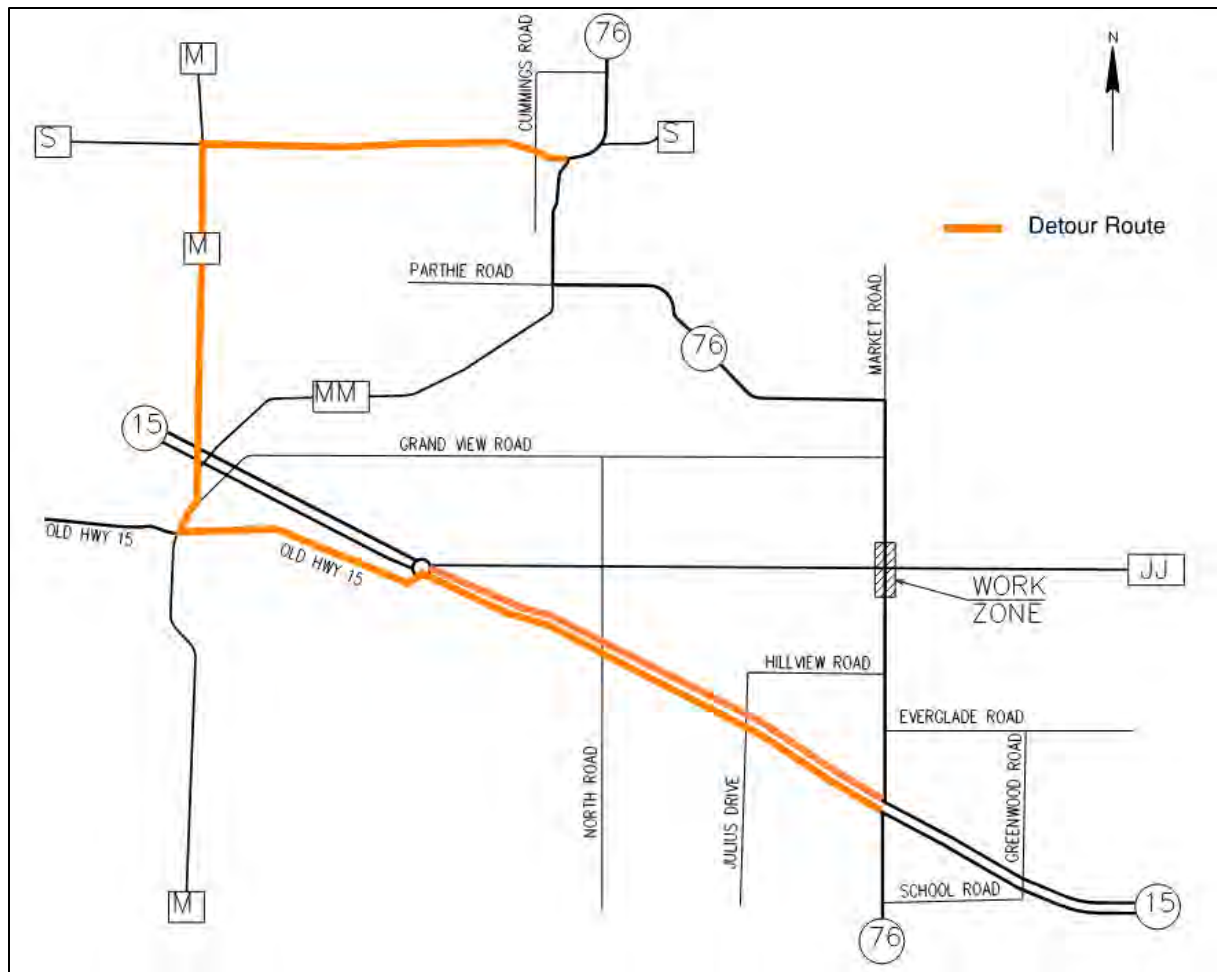 M
CUMMINGS ROAD
76
N
S
S
M
Detour Route
PARTHIE ROAD
MARKET ROAD
76
MM
15
GRAND VIEW ROAD
OLD HWY 15
OLD HWY 15
JJ
WORK
ZONE
HILLVIEW ROAD
EVERGLADE ROAD
NORTH ROAD
JULIUS DRIVE
GREENWOOD ROAD
SCHOOL ROAD
M
15
76